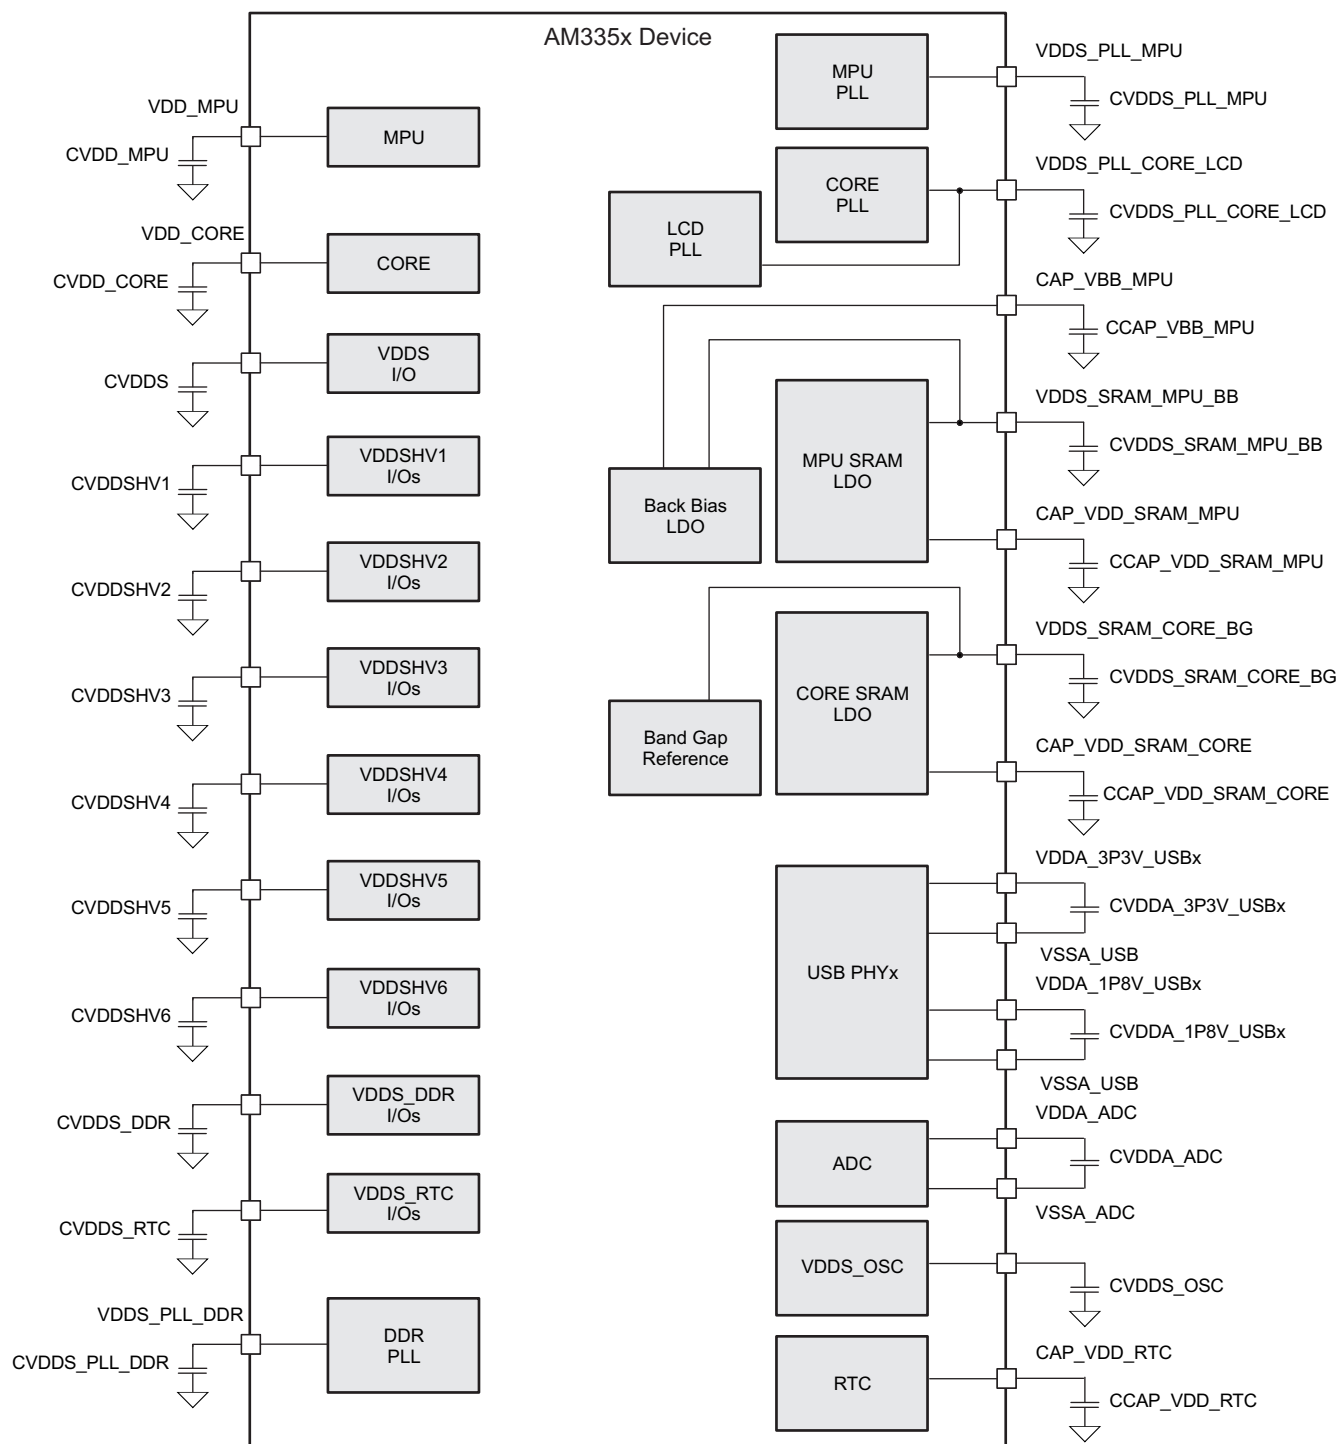 AM335x Device
VDD_MPU
CVDD_MPU
MPU
VDD_CORE
CVDD_CORE
CORE
CVDDS
VDDS
I/O
CVDDSHV1
VDDSHV1
I/Os
CVDDSHV2
VDDSHV2
I/Os
CVDDSHV3
VDDSHV3
I/Os
CVDDSHV4
VDDSHV4
I/Os
CVDDSHV5
VDDSHV5
I/Os
CVDDSHV6
VDDSHV6
I/Os
CVDDS_DDR
VDDS_DDR
I/Os
CVDDS_RTC
VDDS_RTC
I/Os
VDDS_PLL_DDR
CVDDS_PLL_DDR
DDR
PLL
MPU
PLL
VDDS_PLL_MPU
CVDDS_PLL_MPU
CORE
PLL
LCD
PLL
VDDS_PLL_CORE_LCD
CVDDS_PLL_CORE_LCD
CAP_VBB_MPU
CCAP_VBB_MPU
Back Bias
LDO
MPU SRAM
LDO
VDDS_SRAM_MPU_BB
CVDDS_SRAM_MPU_BB
CAP_VDD_SRAM_MPU
CCAP_VDD_SRAM_MPU
Band Gap
Reference
CORE SRAM
LDO
VDDS_SRAM_CORE_BG
CVDDS_SRAM_CORE_BG
CAP_VDD_SRAM_CORE
CCAP_VDD_SRAM_CORE
USB PHYx
VDDA_3P3V_USBx
CVDDA_3P3V_USBx
VSSA_USB
VDDA_1P8V_USBx
CVDDA_1P8V_USBx
VSSA_USB
ADC
VDDA_ADC
CVDDA_ADC
VSSA_ADC
VDDS_OSC
CVDDS_OSC
RTC
CAP_VDD_RTC
CCAP_VDD_RTC